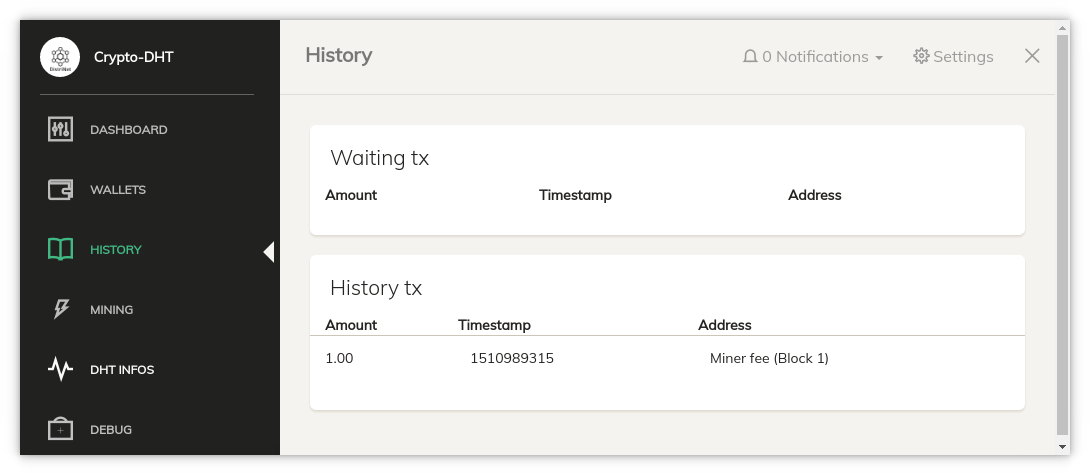 Crypto-DHT
DistriNet
DASHBOARD
WALLETS
HISTORY
MINING
DHT INFOS
DEBUG
History
0 Notifications
Settings
Waiting tx
Amount Timestamp Address
History tx
Amount Timestamp Address
1.00 1510989315 Miner fee (Block 1)